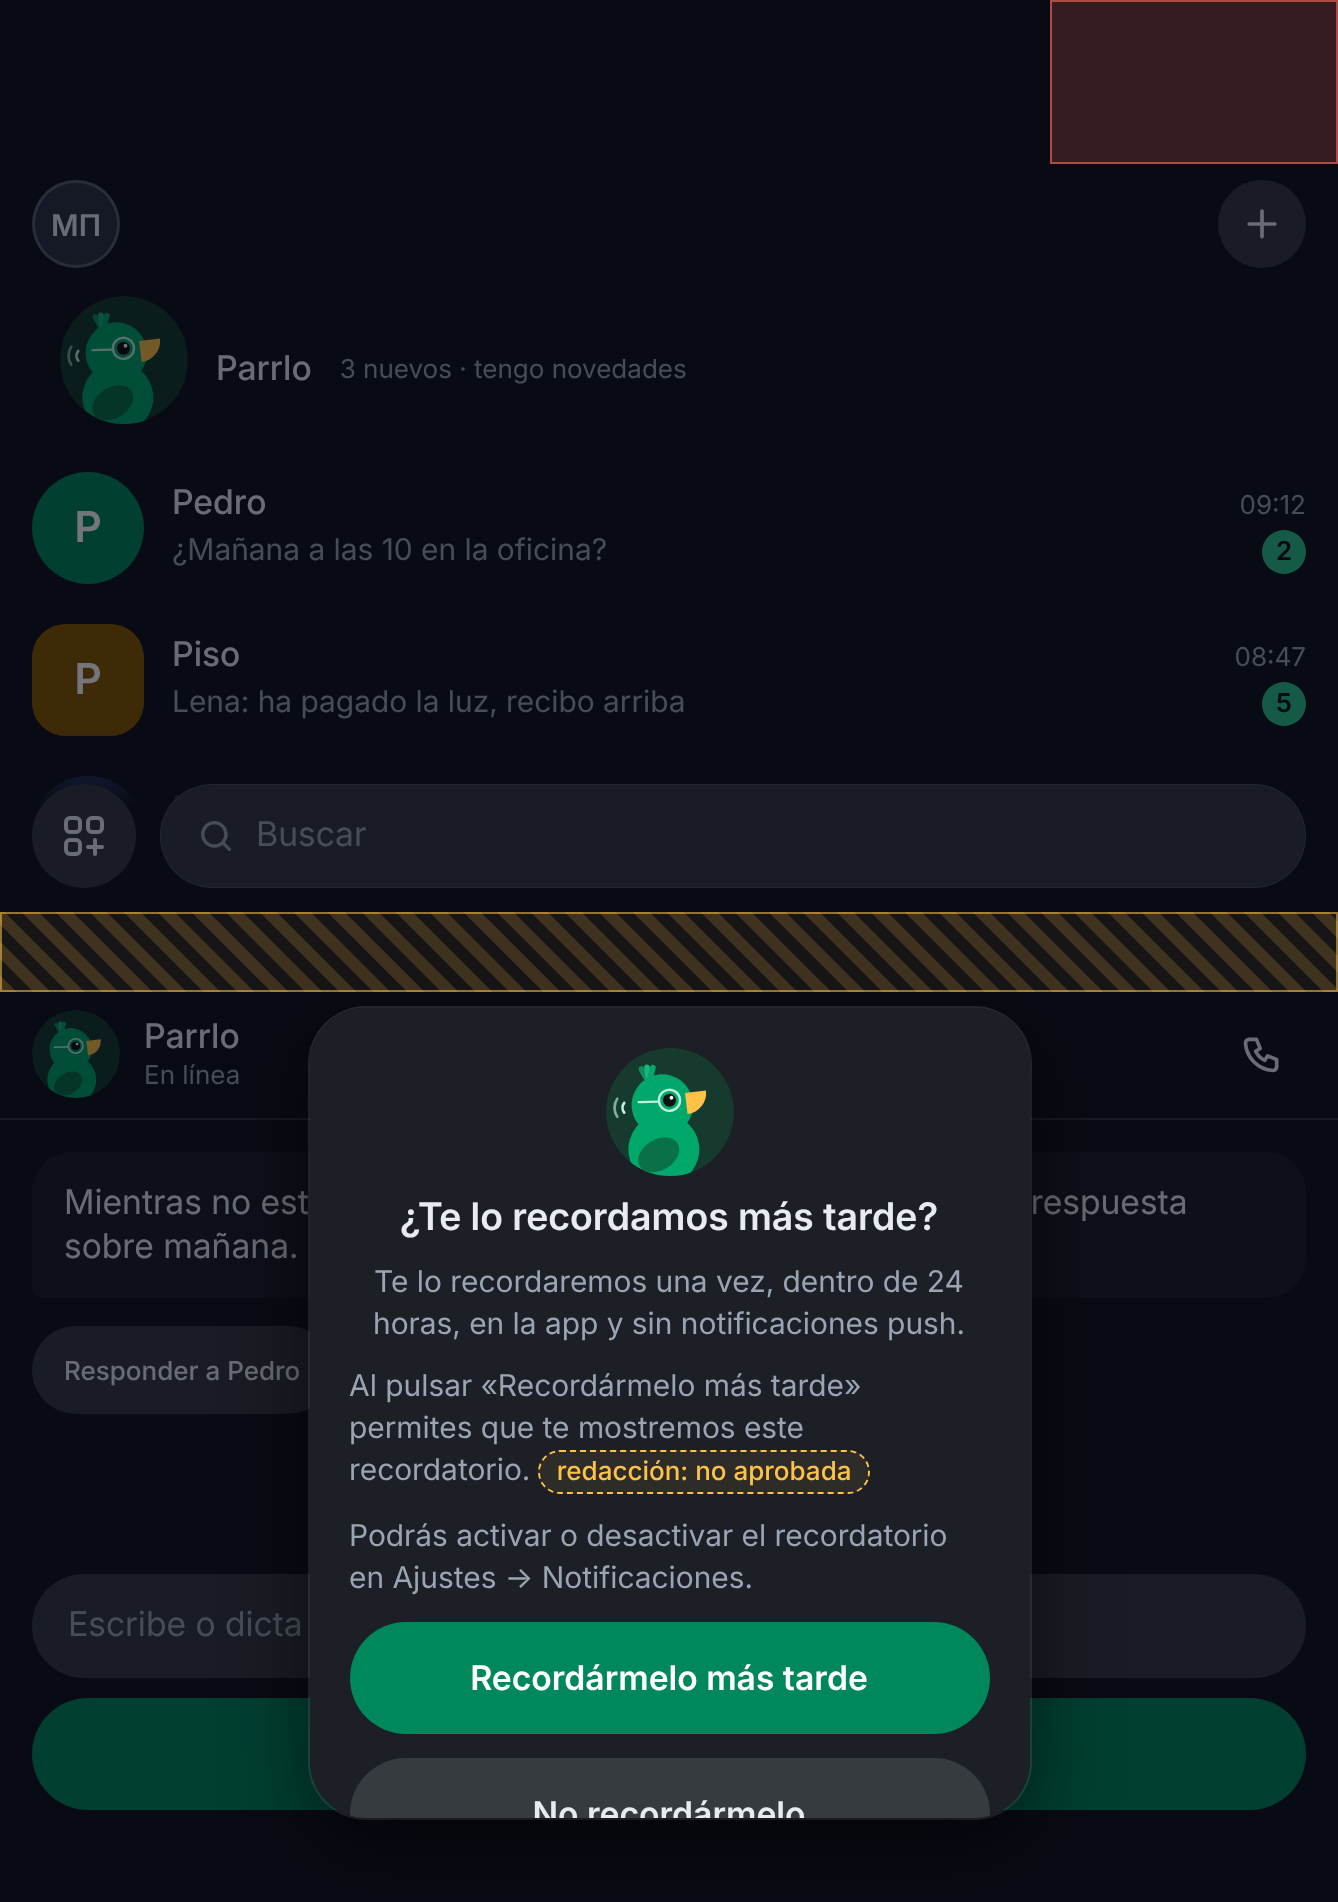 МП
Parrlo 3 nuevos · tengo novedades
P
Pedro
09:12
¿Mañana a las 10 en la oficina?
2
P
Piso
08:47
Lena: ha pagado la luz, recibo arriba
5
Buscar
Parrlo
En línea
¿Te lo recordamos más tarde?
Te lo recordaremos una vez, dentro de 24
horas, en la app y sin notificaciones push.
Al pulsar «Recordármelo más tarde»
permites que te mostremos este
recordatorio. redacción: no aprobada
Podrás activar o desactivar el recordatorio
en Ajustes → Notificaciones.
Recordármelo más tarde
No recordármelo
Mientras no respuesta
sobre mañana.
Responder a Pedro
Escribe o dicta